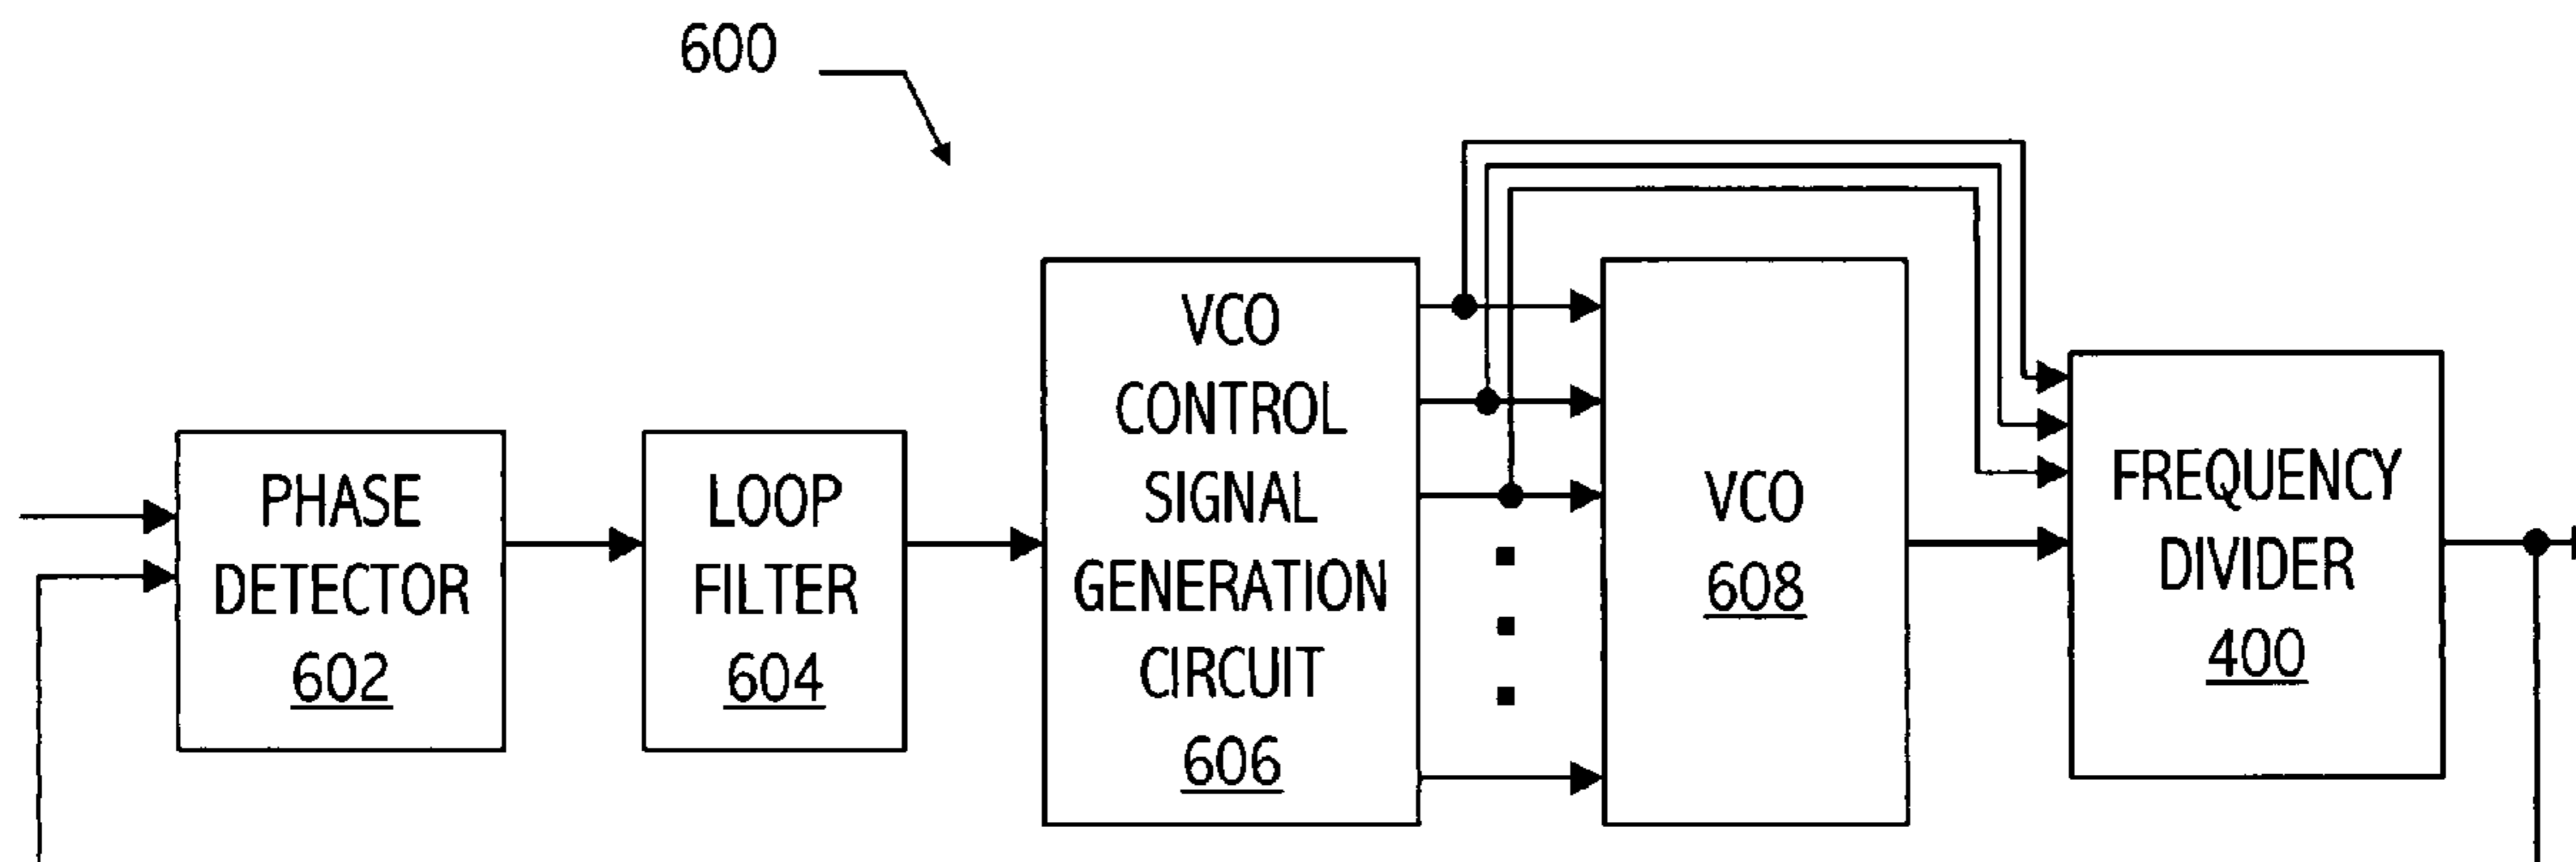 600
PHASE
DETECTOR
602
LOOP
FILTER
604
VCO
CONTROL
SIGNAL
GENERATION
CIRCUIT
606
VCO
608
FREQUENCY
DIVIDER
400